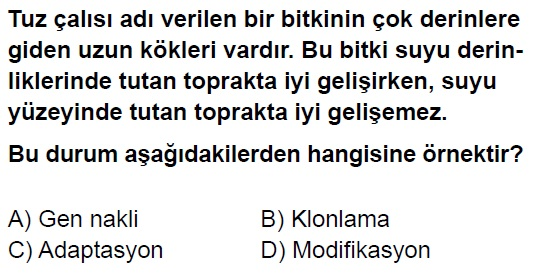 Tuz çalısı adı verilen bir bitkinin çok derinlere
giden uzun kökleri vardır. Bu bitki suyu derin-
liklerinde tutan toprakta iyi gelişirken, suyu
yüzeyinde tutan toprakta iyi gelişemez.
Bu durum aşağıdakilerden hangisine örnektir?
A) Gen nakli B) Klonlama
C) Adaptasyon D) Modifikasyon